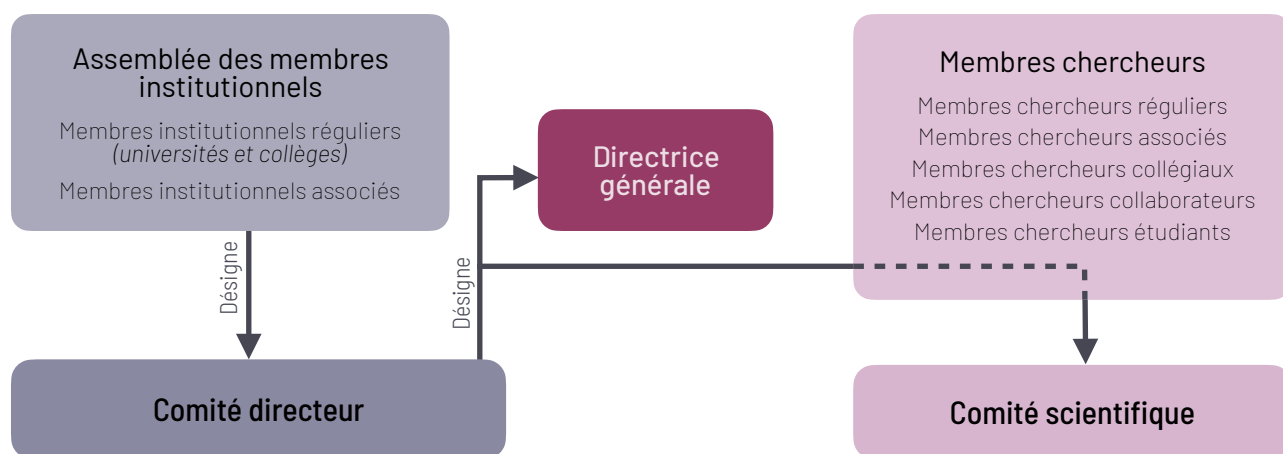 Assemblée des membres
institutionnels
Membres institutionnels réguliers
(universités et collèges)
Membres institutionnels associés
Désigne
Comité directeur
Désigne
Directrice
générale
Membres chercheurs
Membres chercheurs réguliers
Membres chercheurs associés
Membres chercheurs collégiaux
Membres chercheurs collaborateurs
Membres chercheurs étudiants
Comité scientifique